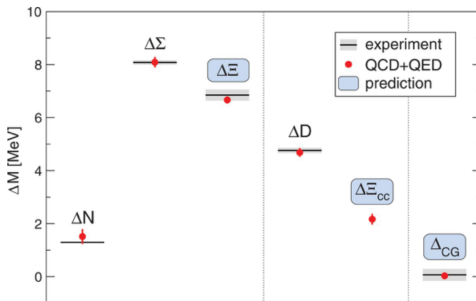 10
8
6
4
2
0
ΔM [MeV]
ΔN
ΔΣ
ΔΞ
ΔD
ΔΞcc
ΔCG
experiment
QCD+QED
prediction